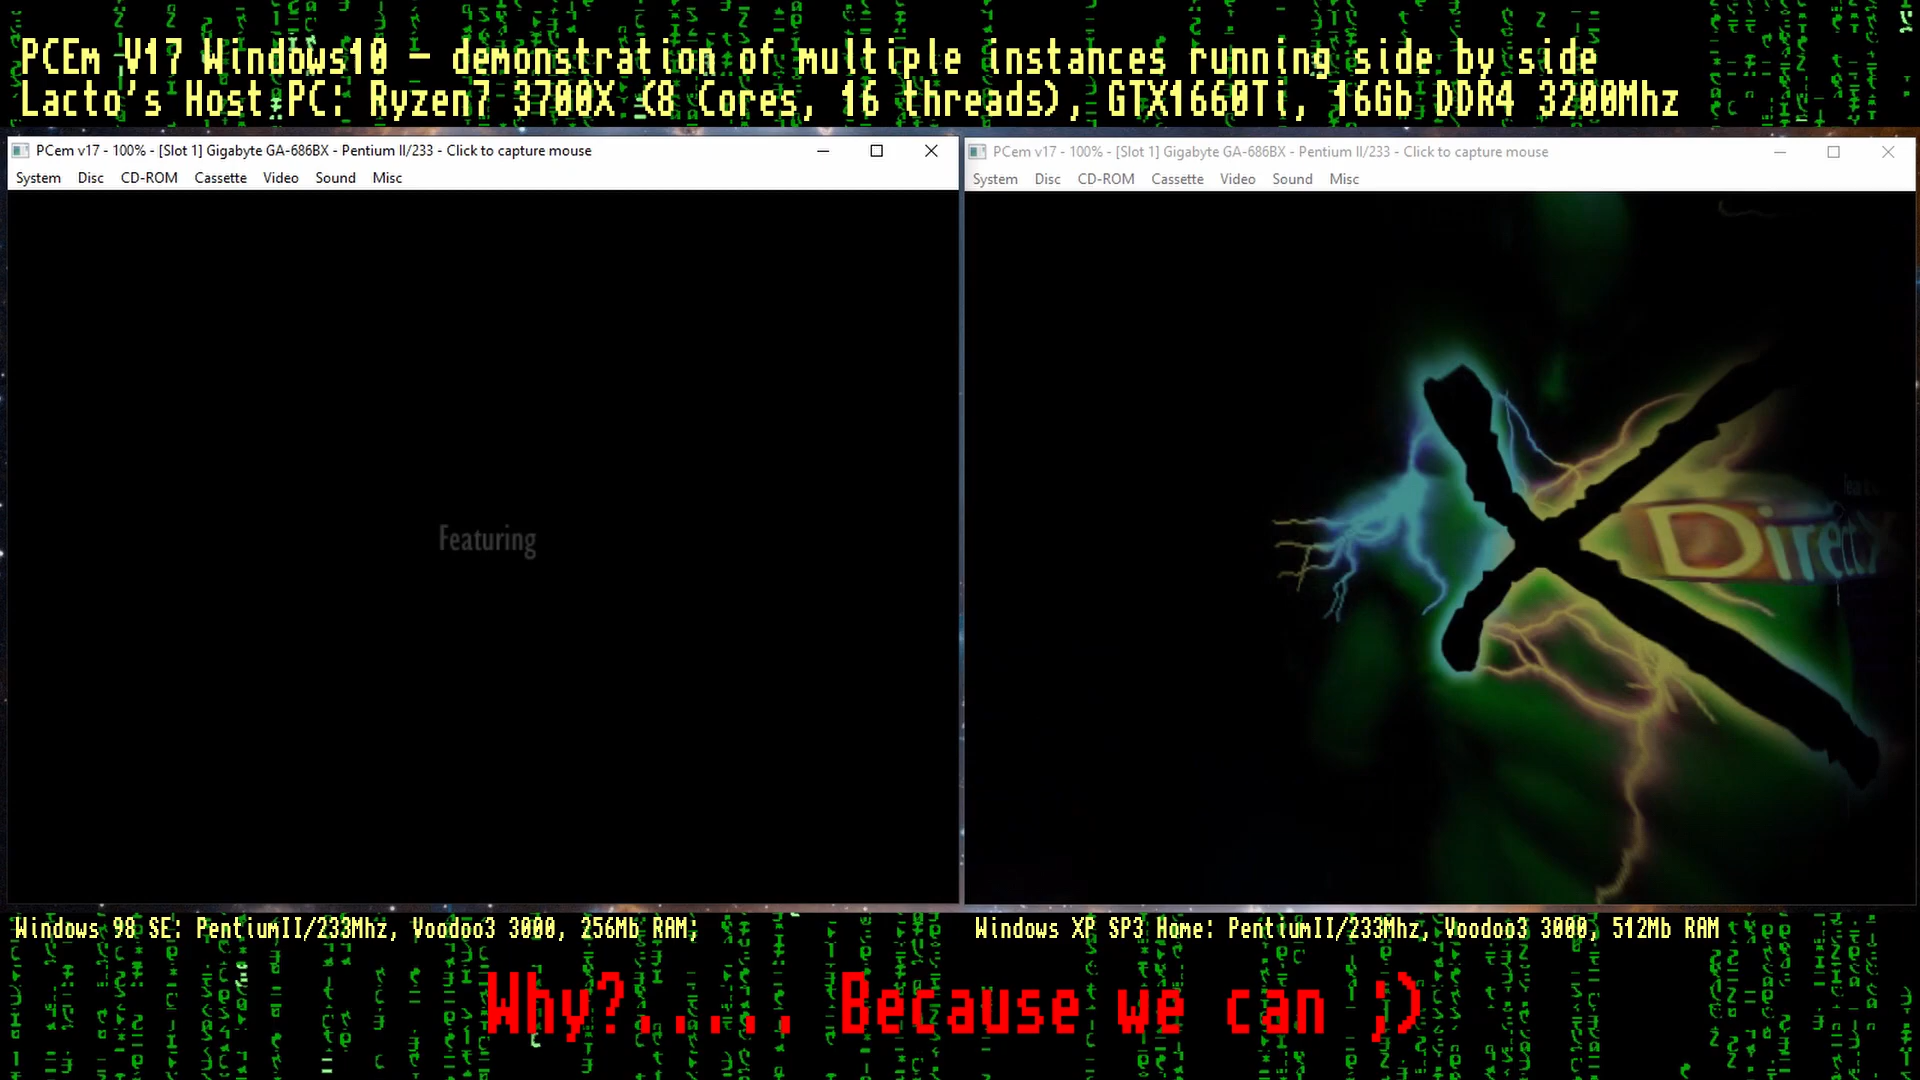 PCEm V17 Windows10 - demonstration of multiple instances running side by side
Lacto's Host PC: Ryzen7 3700X (8 Cores, 16 threads), GTX1660Ti, 16Gb DDR4 3200Mhz
PCem v17 - 100% - [Slot 1] Gigabyte GA-686BX - Pentium II/233 - Click to capture mouse
System Disc CD-ROM Cassette Video Sound Misc
Featuring
PCem v17 - 100% - [Slot 1] Gigabyte GA-686BX - Pentium II/233 - Click to capture mouse
System Disc CD-ROM Cassette Video Sound Misc
DirectX
Windows 98 SE: PentiumII/233Mhz, Voodoo3 3000, 256Mb RAM;
Windows XP SP3 Home: PentiumII/233Mhz, Voodoo3 3000, 512Mb RAM
Why?..... Because we can ;)